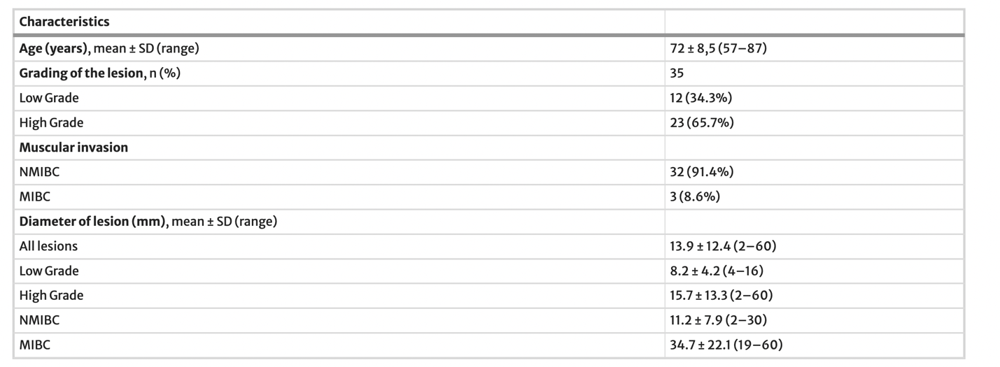 Characteristics
Age (years), mean ± SD (range) 72 ± 8,5 (57–87)
Grading of the lesion, n (%) 35
Low Grade 12 (34.3%)
High Grade 23 (65.7%)
Muscular invasion
NMIBC 32 (91.4%)
MIBC 3 (8.6%)
Diameter of lesion (mm), mean ± SD (range)
All lesions 13.9 ± 12.4 (2–60)
Low Grade 8.2 ± 4.2 (4–16)
High Grade 15.7 ± 13.3 (2–60)
NMIBC 11.2 ± 7.9 (2–30)
MIBC 34.7 ± 22.1 (19–60)